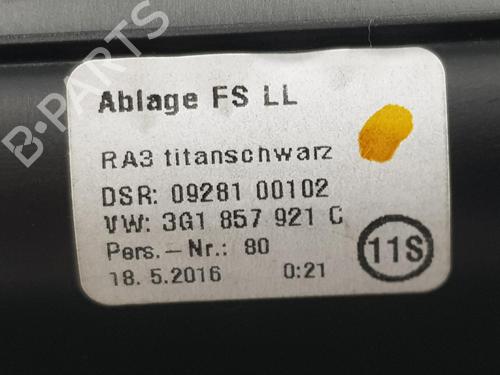 Ablage FS LL
RA3 titanschwarz
DSR: 09281 00102
VW: 3G1 857 921 C
Pers.-Nr.: 80
18. 5.2016 0:21
11S
B-PARTS